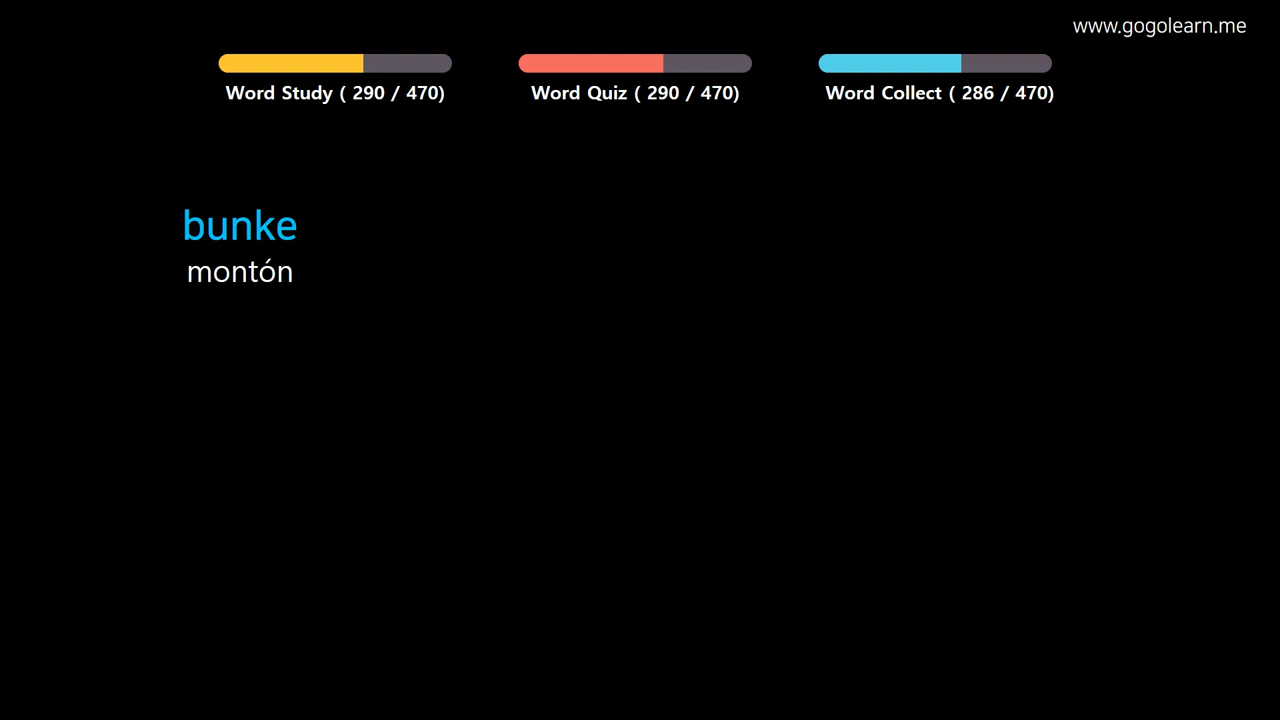 www.gogolearn.me
Word Study ( 290 / 470)
Word Quiz ( 290 / 470)
Word Collect ( 286 / 470)
bunke
montón